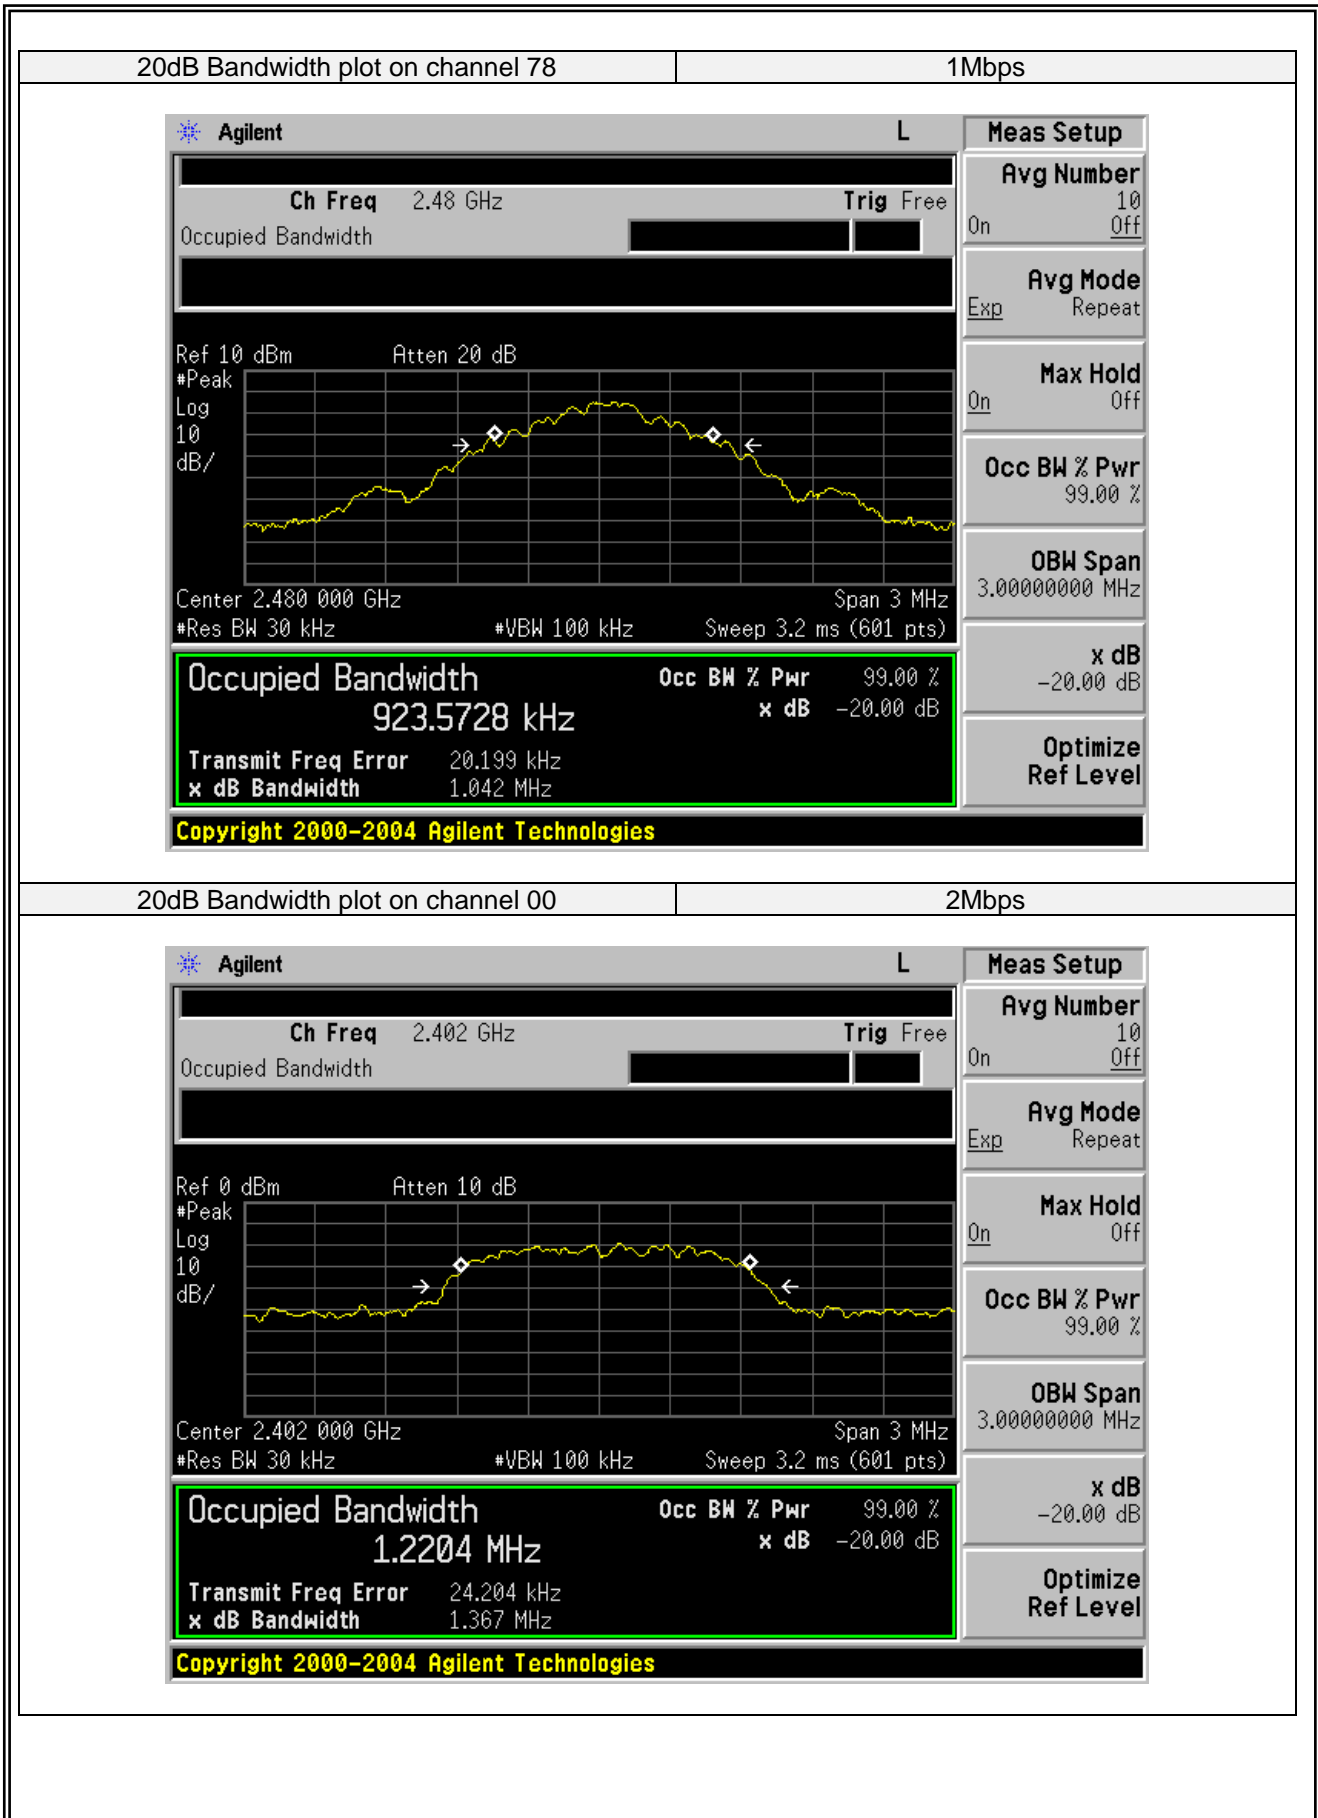 20dB Bandwidth plot on channel 78 1Mbps
Agilent L Meas Setup
Ch Freq 2.48 GHz Trig Free
Occupied Bandwidth
Avg Number
10
On Off
Avg Mode
Exp Repeat
Max Hold
On Off
Occ BW % Pwr
99.00 %
OBW Span
3.00000000 MHz
x dB
-20.00 dB
Optimize
Ref Level
Ref 10 dBm Atten 20 dB
#Peak
Log
10
dB/
Center 2.480 000 GHz Span 3 MHz
#Res BW 30 kHz #VBW 100 kHz Sweep 3.2 ms (601 pts)
Occupied Bandwidth Occ BW % Pwr 99.00 %
923.5728 kHz x dB -20.00 dB
Transmit Freq Error 20.199 kHz
x dB Bandwidth 1.042 MHz
Copyright 2000-2004 Agilent Technologies
20dB Bandwidth plot on channel 00 2Mbps
Agilent L Meas Setup
Ch Freq 2.402 GHz Trig Free
Occupied Bandwidth
Avg Number
10
On Off
Avg Mode
Exp Repeat
Max Hold
On Off
Occ BW % Pwr
99.00 %
OBW Span
3.00000000 MHz
x dB
-20.00 dB
Optimize
Ref Level
Ref 0 dBm Atten 10 dB
#Peak
Log
10
dB/
Center 2.402 000 GHz Span 3 MHz
#Res BW 30 kHz #VBW 100 kHz Sweep 3.2 ms (601 pts)
Occupied Bandwidth Occ BW % Pwr 99.00 %
1.2204 MHz x dB -20.00 dB
Transmit Freq Error 24.204 kHz
x dB Bandwidth 1.367 MHz
Copyright 2000-2004 Agilent Technologies